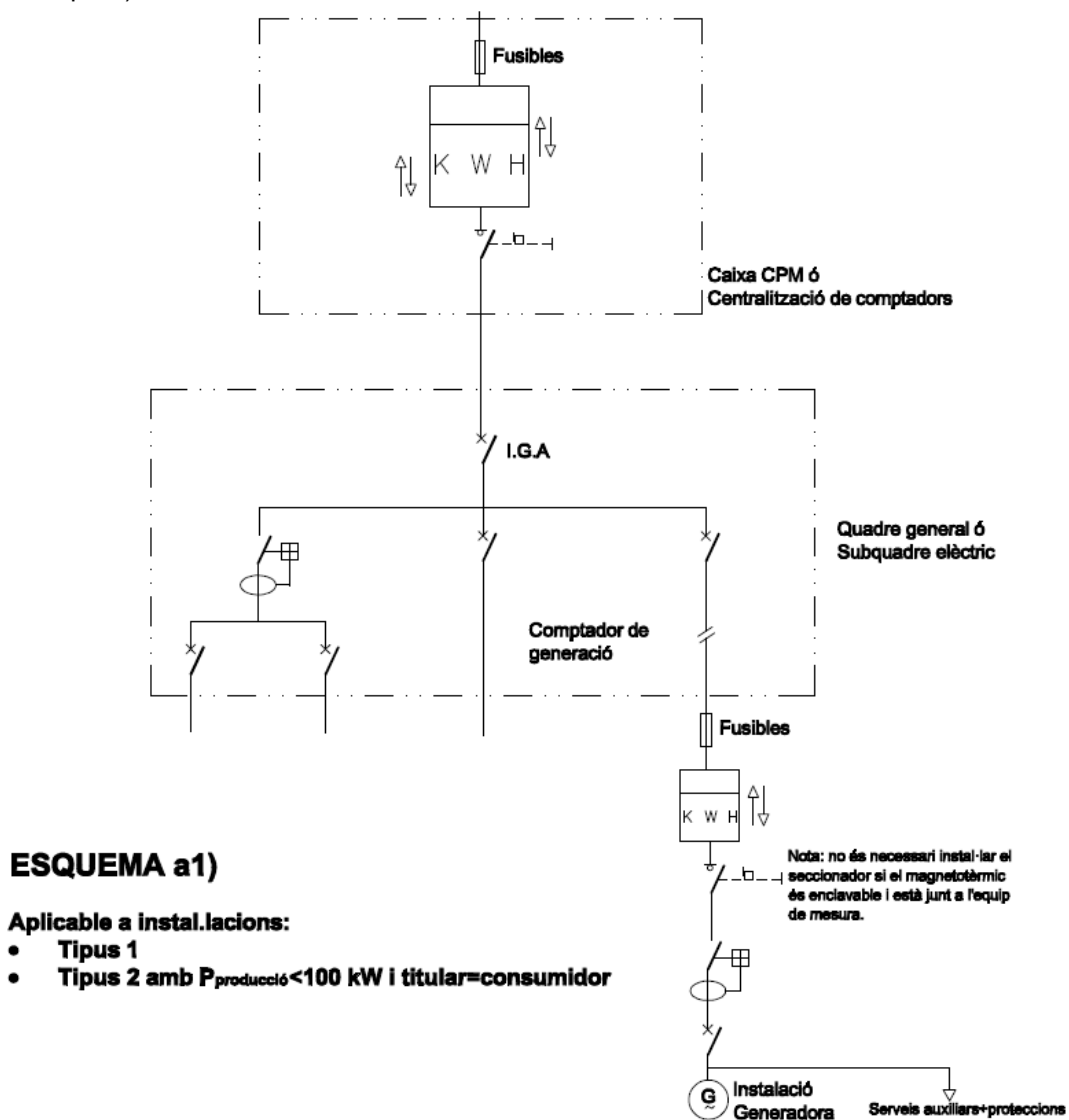 Fusibles
K W H
Caixa CPM ó
Centralització de comptadors
I.G.A
Quadre general ó
Subquadre elèctric
Comptador de
generació
Fusibles
K W H
Nota: no és necessari instal·lar el
seccionador si el magnetotèrmic
és enclavable i està junt a l'equip
de mesura.
ESQUEMA a1)
Aplicable a instal.lacions:
• Tipus 1
• Tipus 2 amb Pproducció<100 kW i titular=consumidor
G
~
Instalació
Generadora
Serveis auxiliars+proteccions